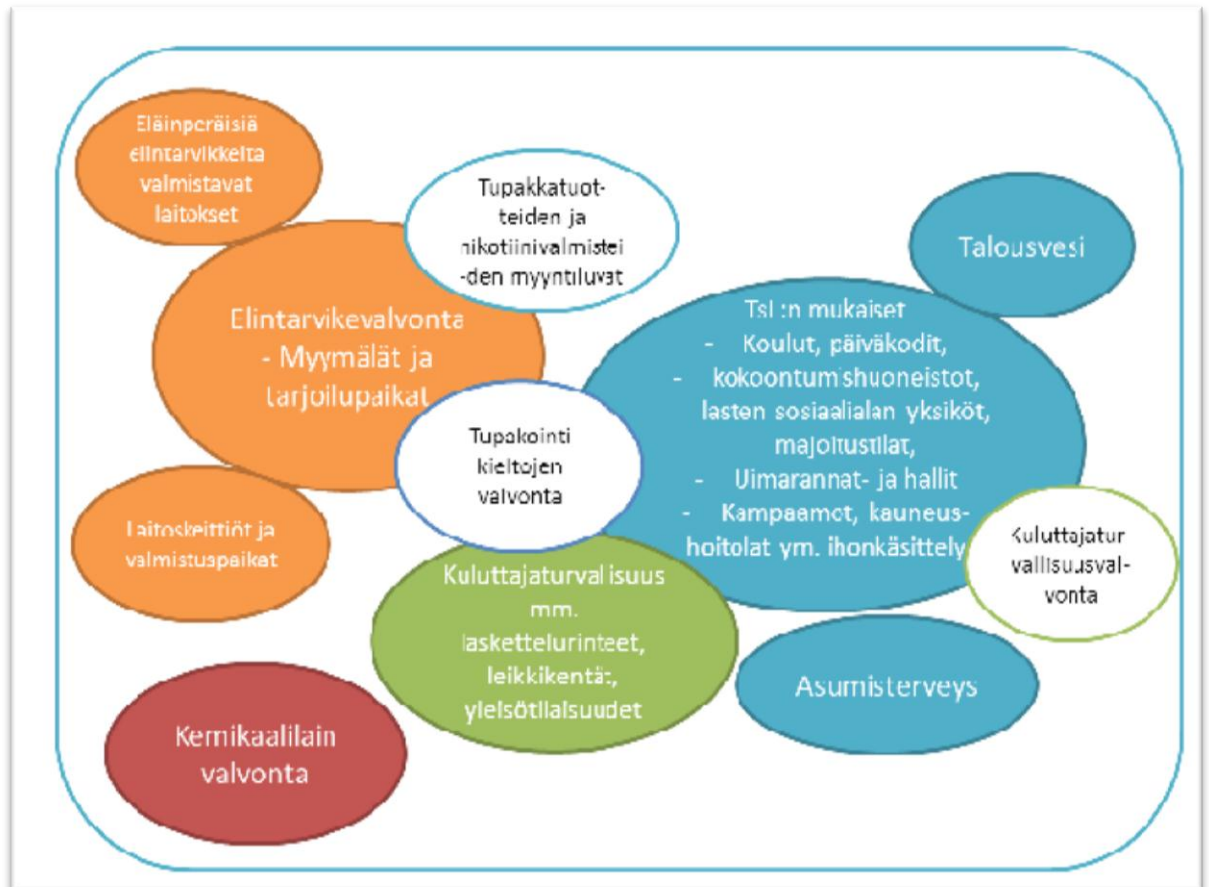 Eläinperäisiä
elintarvikkeita
valmistavat
laitokset
Tupakkatuot-
teiden ja
nikotiinivalmistei
-den myyntiluvat
Talousvesi
Elintarvikevalvonta
- Myymälät ja
tarjoilupaikat
Tsl :n mukaiset
- Koulut, päiväkodit,
- kokoontumishuoneistot,
lasten sosiaalialan yksiköt,
majoitustilat,
- Uimarannat- ja hallit
- Kampaamot, kauneus-
hoitolat ym. ihonkäsittely
Tupakointi
kieltojen
valvonta
Laitoskeittiöt ja
valmistuspaikat
Kuluttajatur
vallisuusval-
vonta
Kuluttajaturvalisuus
mm.
laskettelurinteet,
leikkikentät,
yleisötilaisuudet
Asumisterveys
Kemikaalilain
valvonta